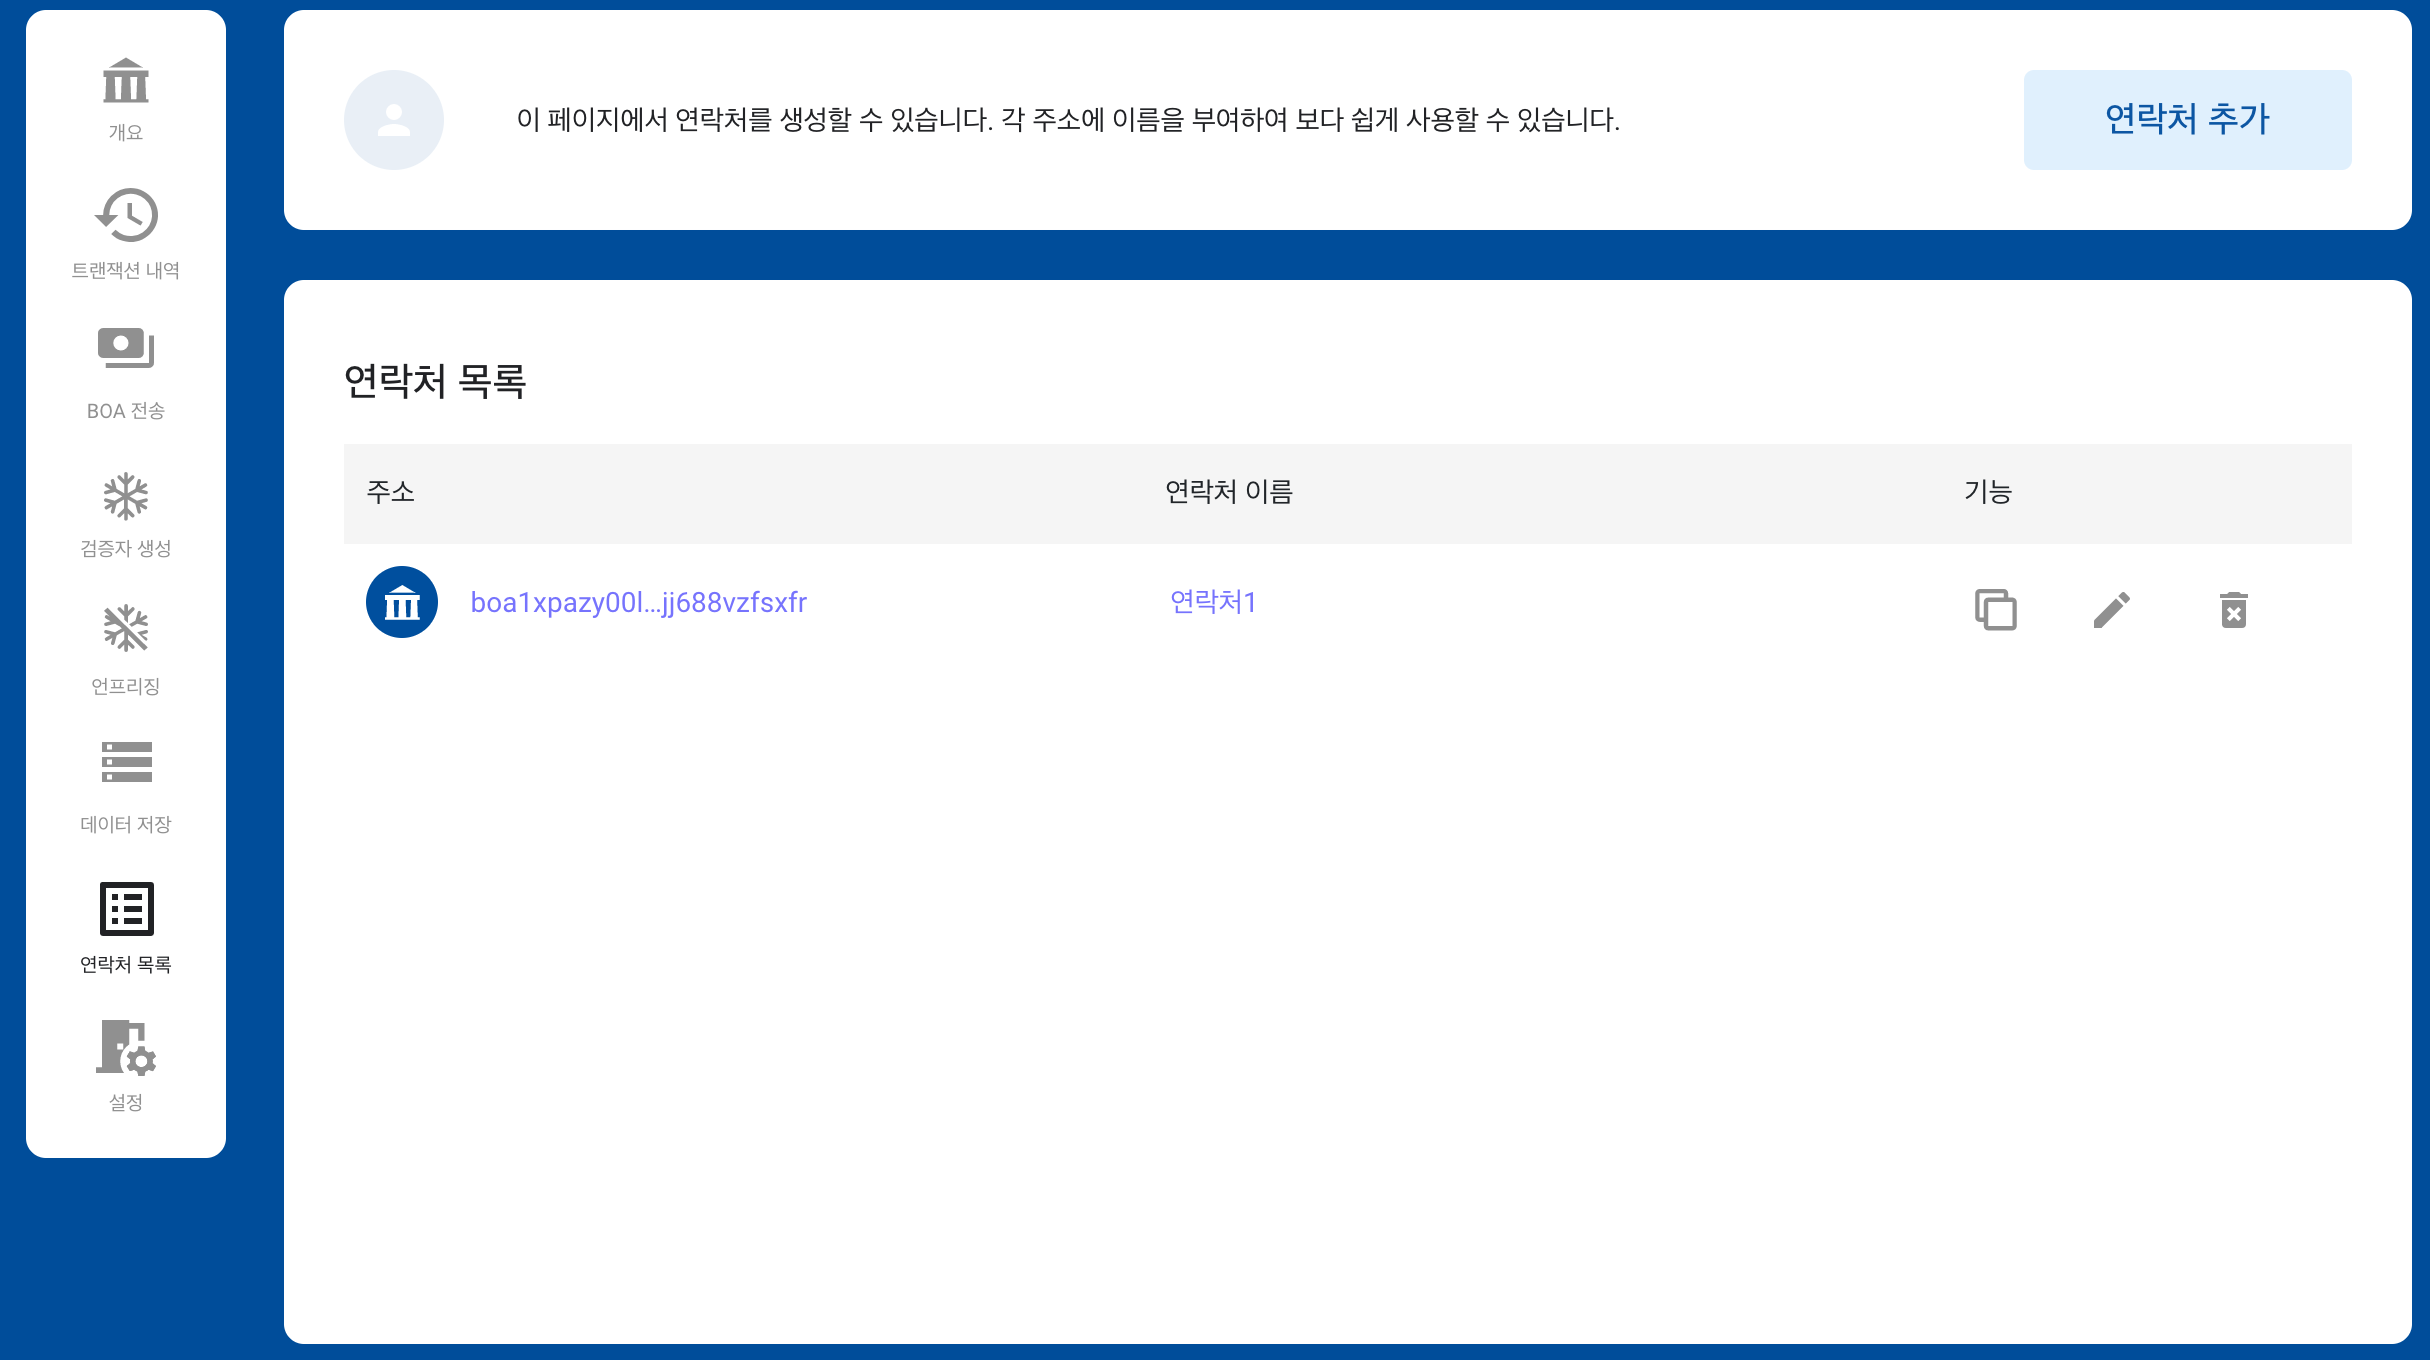 개요
트랜잭션 내역
BOA 전송
검증자 생성
언프리징
데이터 저장
연락처 목록
설정
이 페이지에서 연락처를 생성할 수 있습니다. 각 주소에 이름을 부여하여 보다 쉽게 사용할 수 있습니다.
연락처 추가
연락처 목록
주소 연락처 이름 기능
boa1xpazy00l...jj688vzfsxfr 연락처1